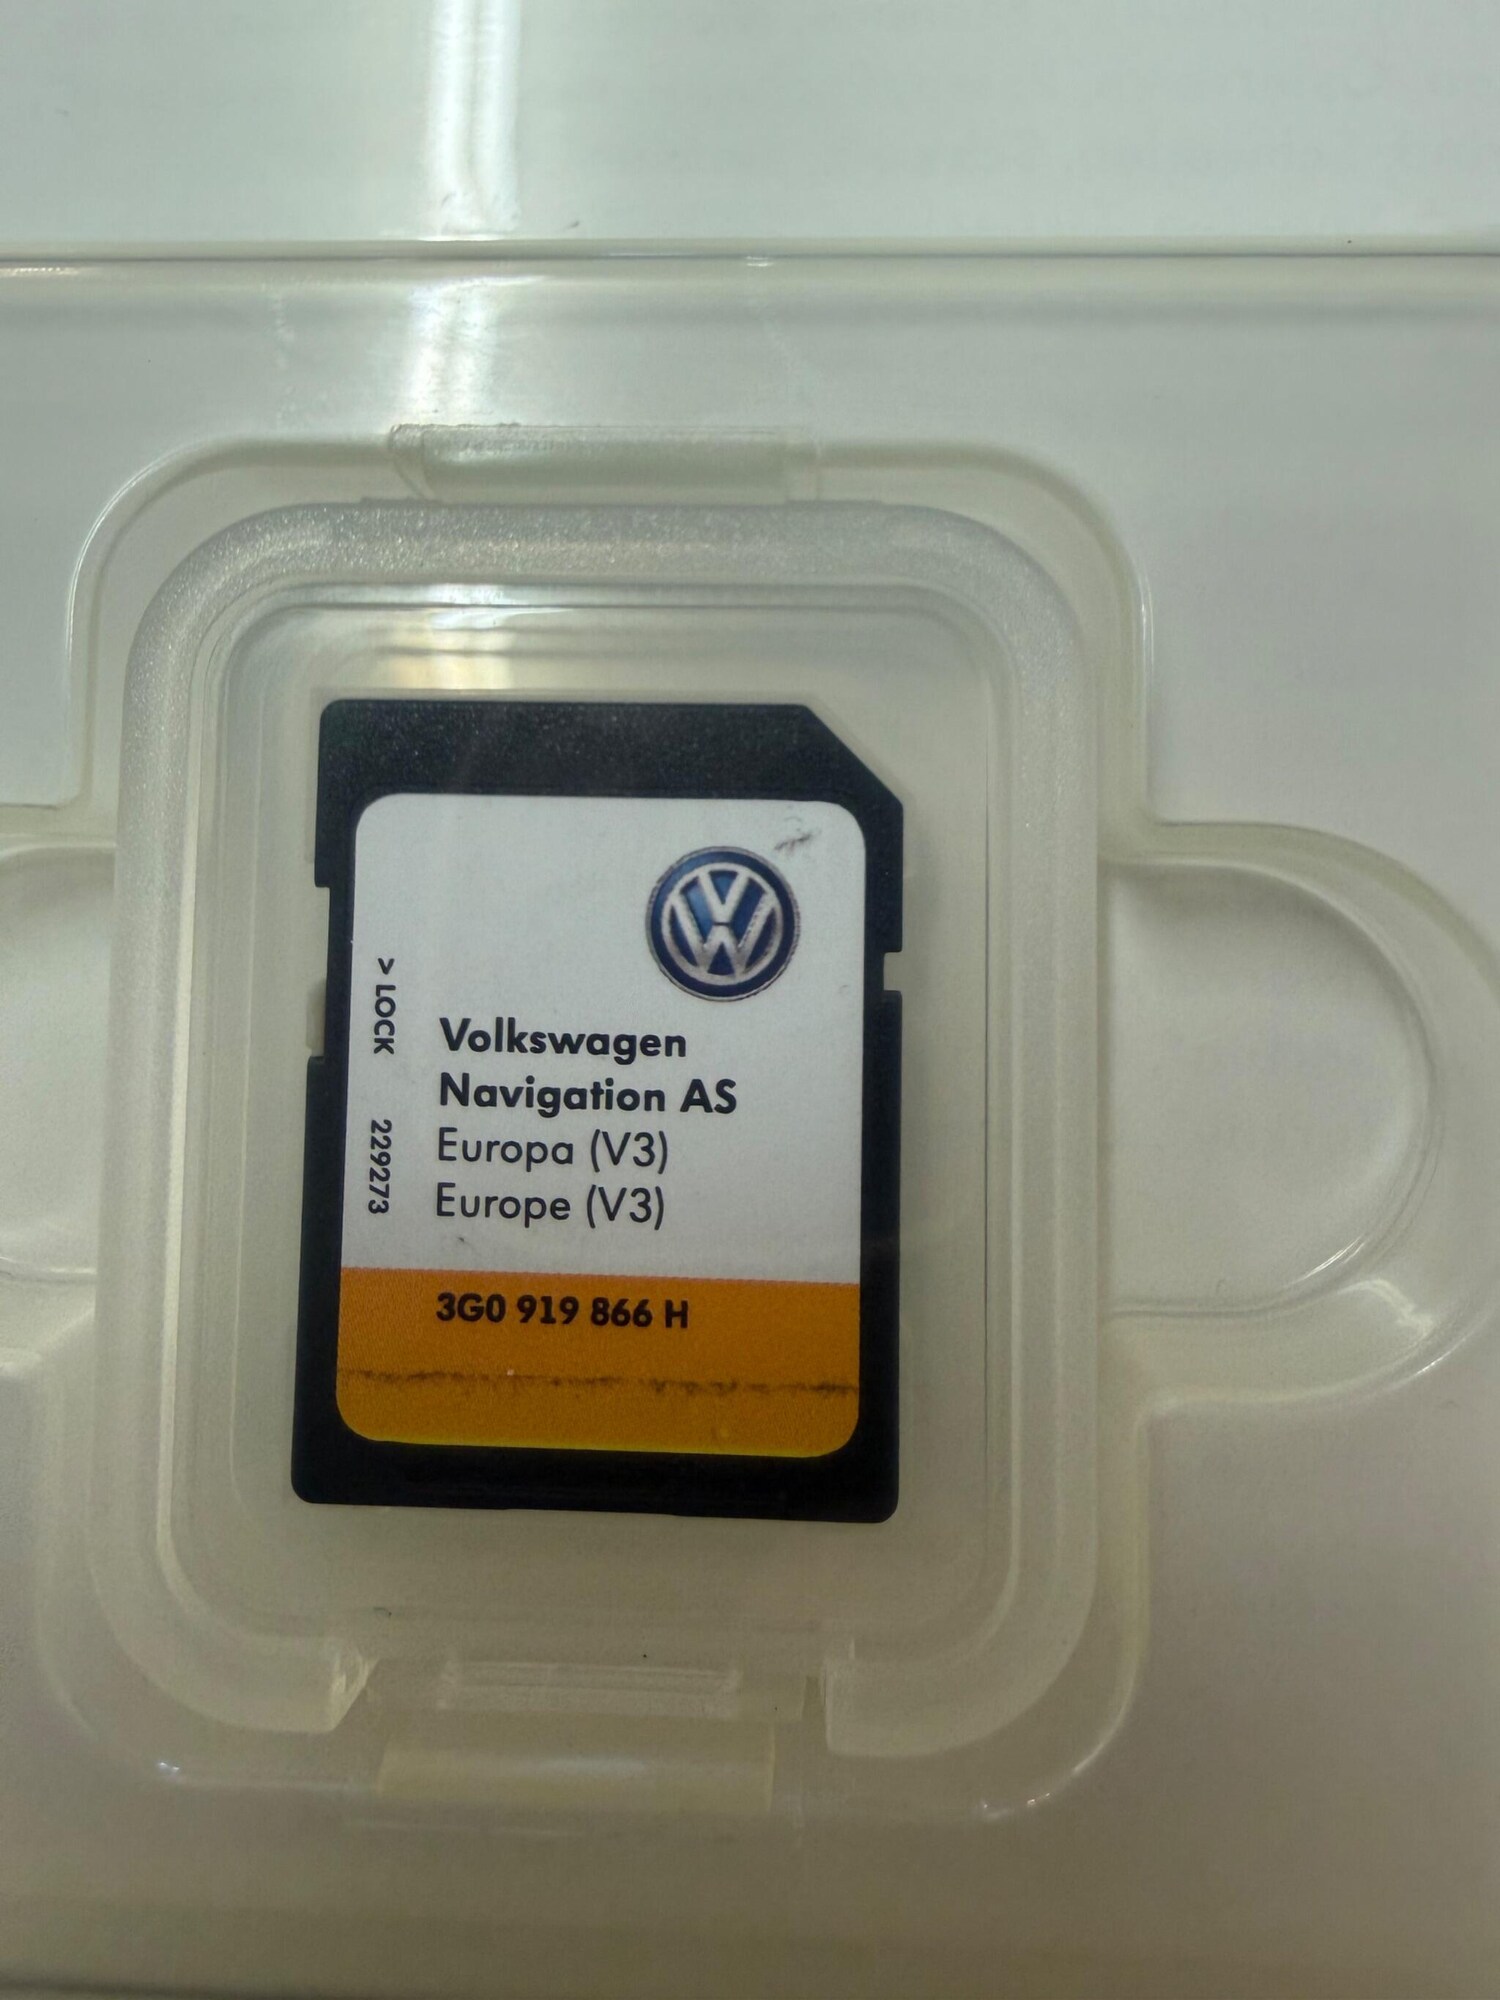 > LOCK 229273
Volkswagen
Navigation AS
Europa (V3)
Europe (V3)
3G0 919 866 H